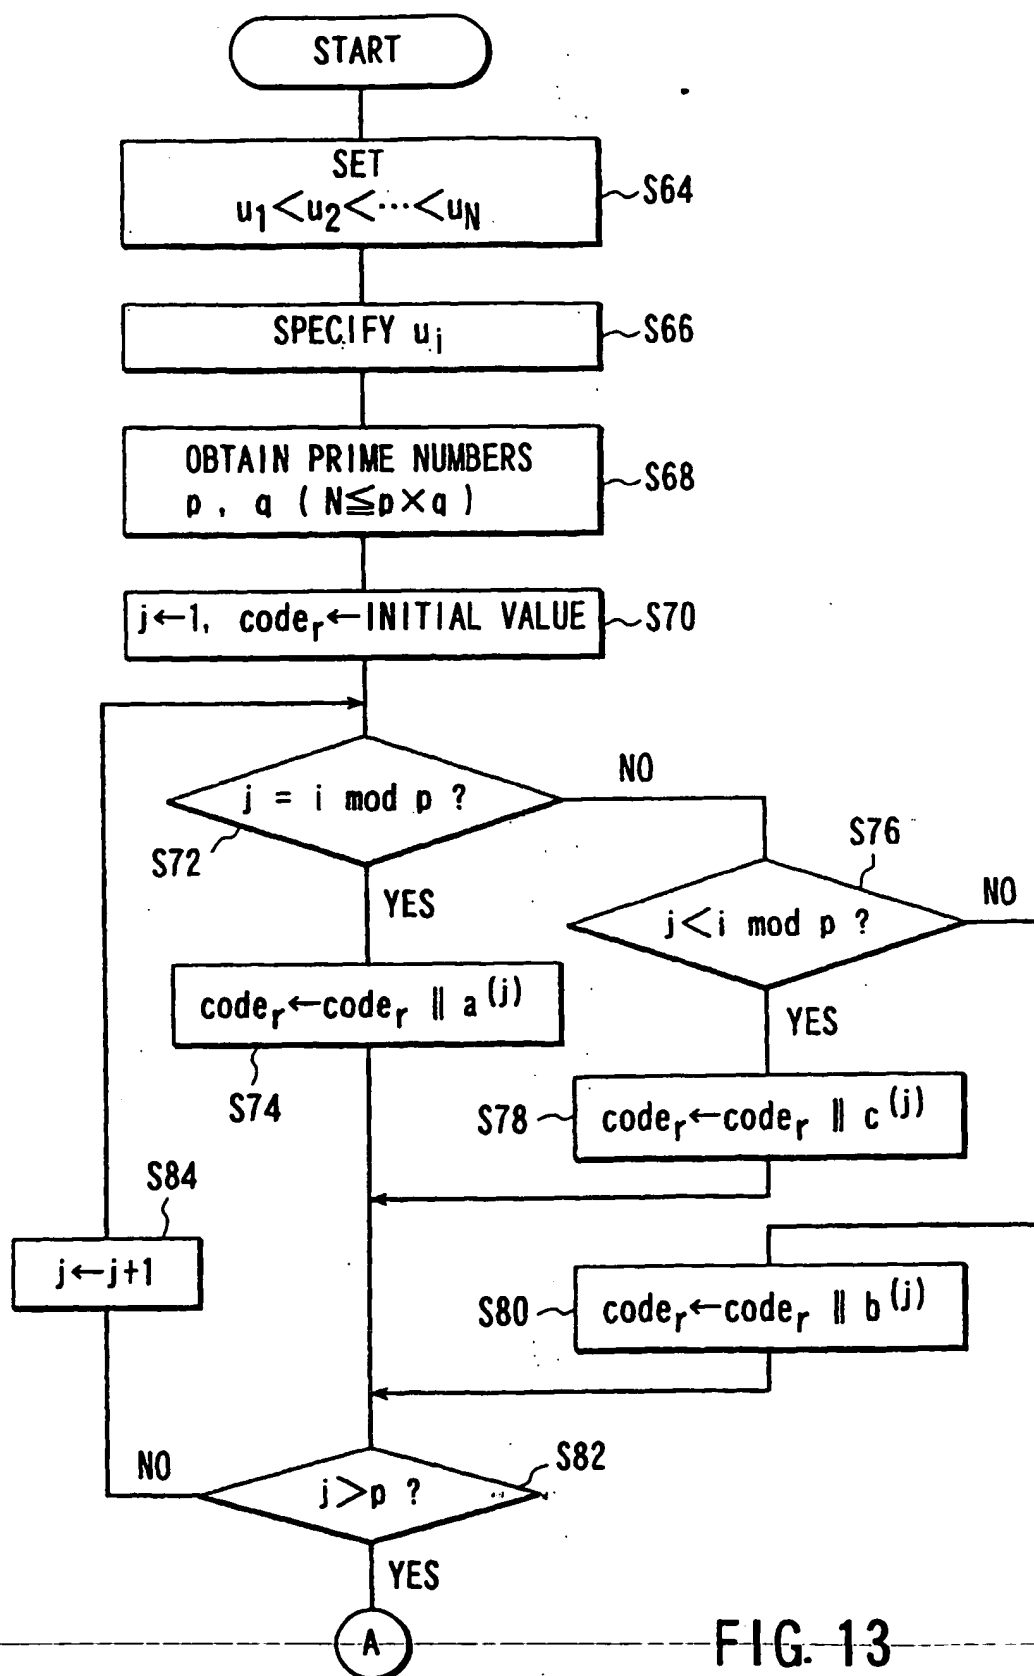 START
SET
u1<u2<···<uN
S64
SPECIFY ui
S66
OBTAIN PRIME NUMBERS
p , q ( N≦p×q )
S68
j←1, coder←INITIAL VALUE
S70
j = i mod p ?
NO
S72
YES
S76
j<i mod p ?
NO
coder←coder ∥ a(j)
S74
YES
S78
coder←coder ∥ c(j)
S84
j←j+1
S80
coder←coder ∥ b(j)
S82
NO
j>p ?
YES
A
FIG. 13